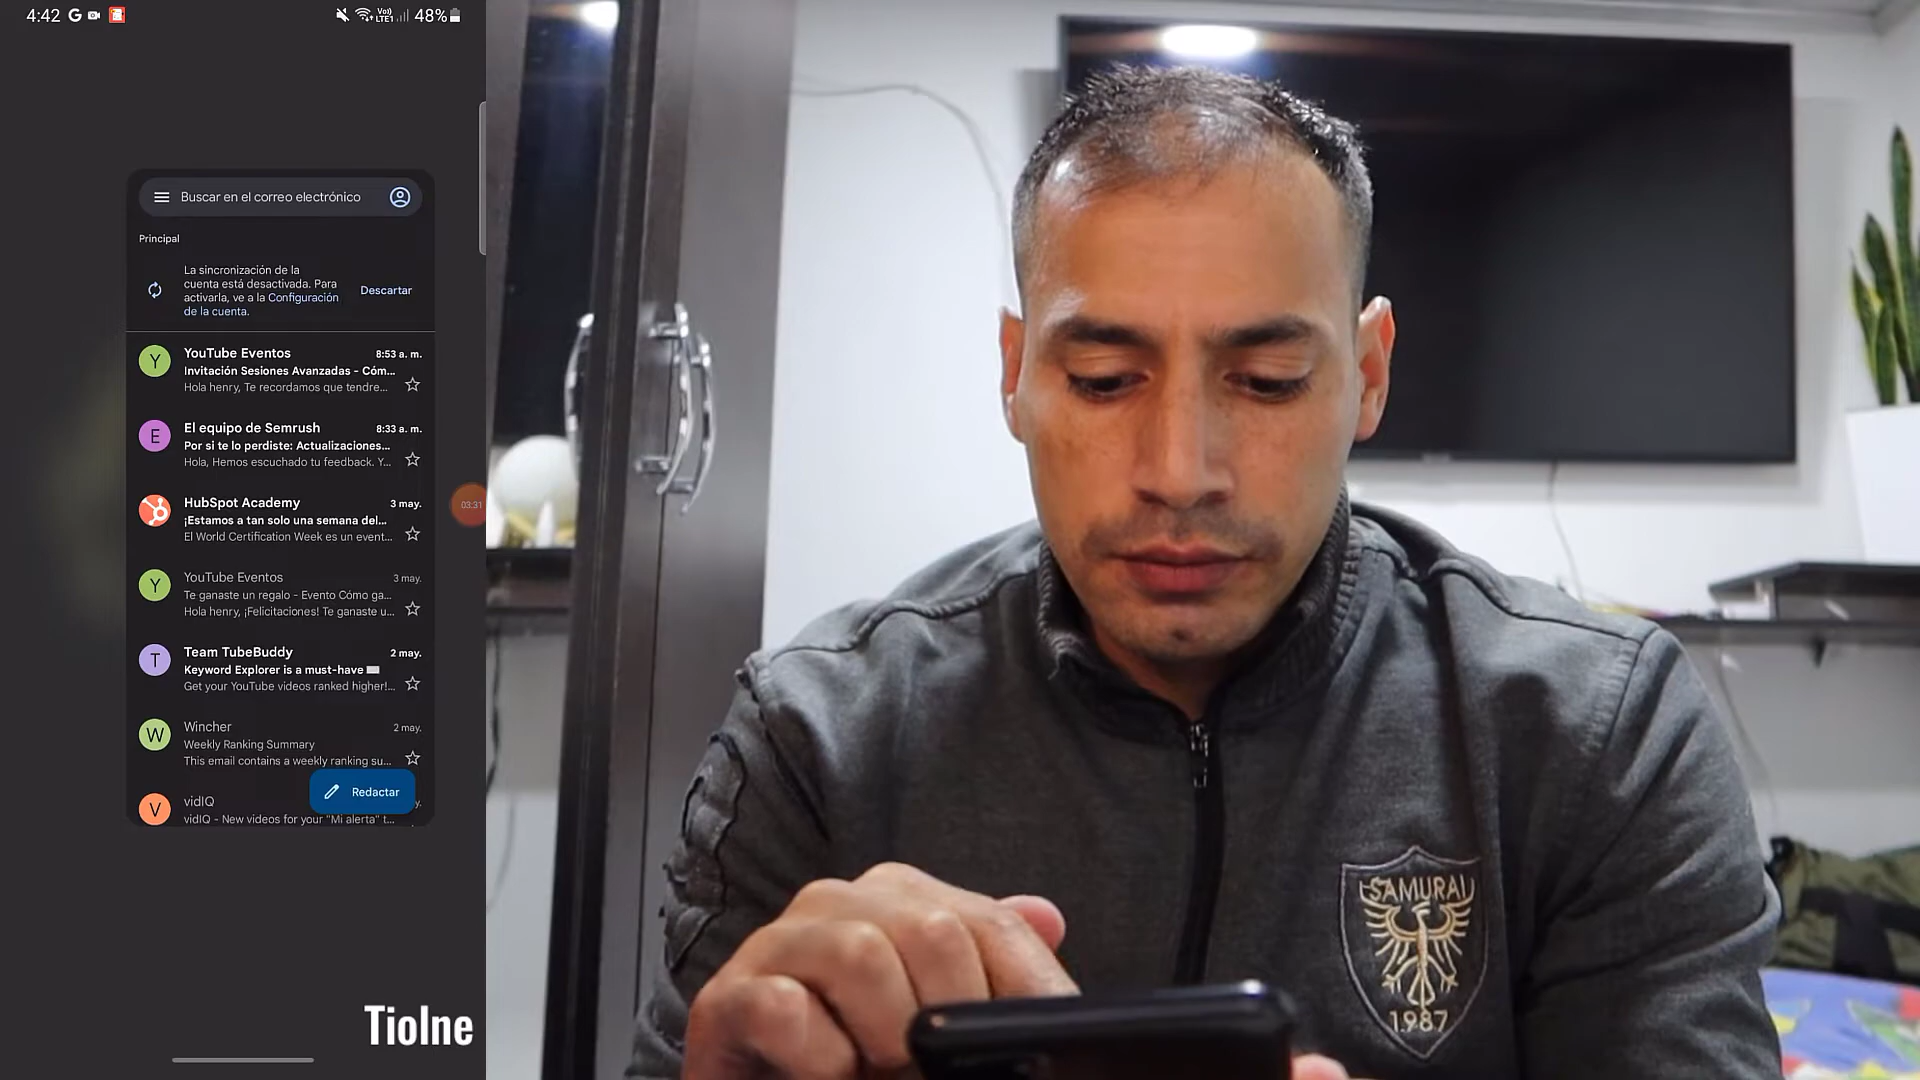 4:42
Vo)
LTE1
48%
Buscar en el correo electrónico
Principal
La sincronización de la
cuenta está desactivada. Para
activarla, ve a la Configuración
de la cuenta.
Descartar
Y
YouTube Eventos
8:53 a. m.
Invitación Sesiones Avanzadas - Cóm...
Hola henry, Te recordamos que tendre...
E
El equipo de Semrush
8:33 a. m.
Por si te lo perdiste: Actualizaciones...
Hola, Hemos escuchado tu feedback. Y...
HubSpot Academy
3 may.
¡Estamos a tan solo una semana del...
El World Certification Week es un event...
03:31
Y
YouTube Eventos
3 may.
Te ganaste un regalo - Evento Cómo ga...
Hola henry, ¡Felicitaciones! Te ganaste u...
T
Team TubeBuddy
2 may.
Keyword Explorer is a must-have
Get your YouTube videos ranked higher!...
W
Wincher
2 may.
Weekly Ranking Summary
This email contains a weekly ranking su...
Redactar
V
vidIQ
vidIQ - New videos for your "Mi alerta" t...
Tiolne
SAMURAI
1987